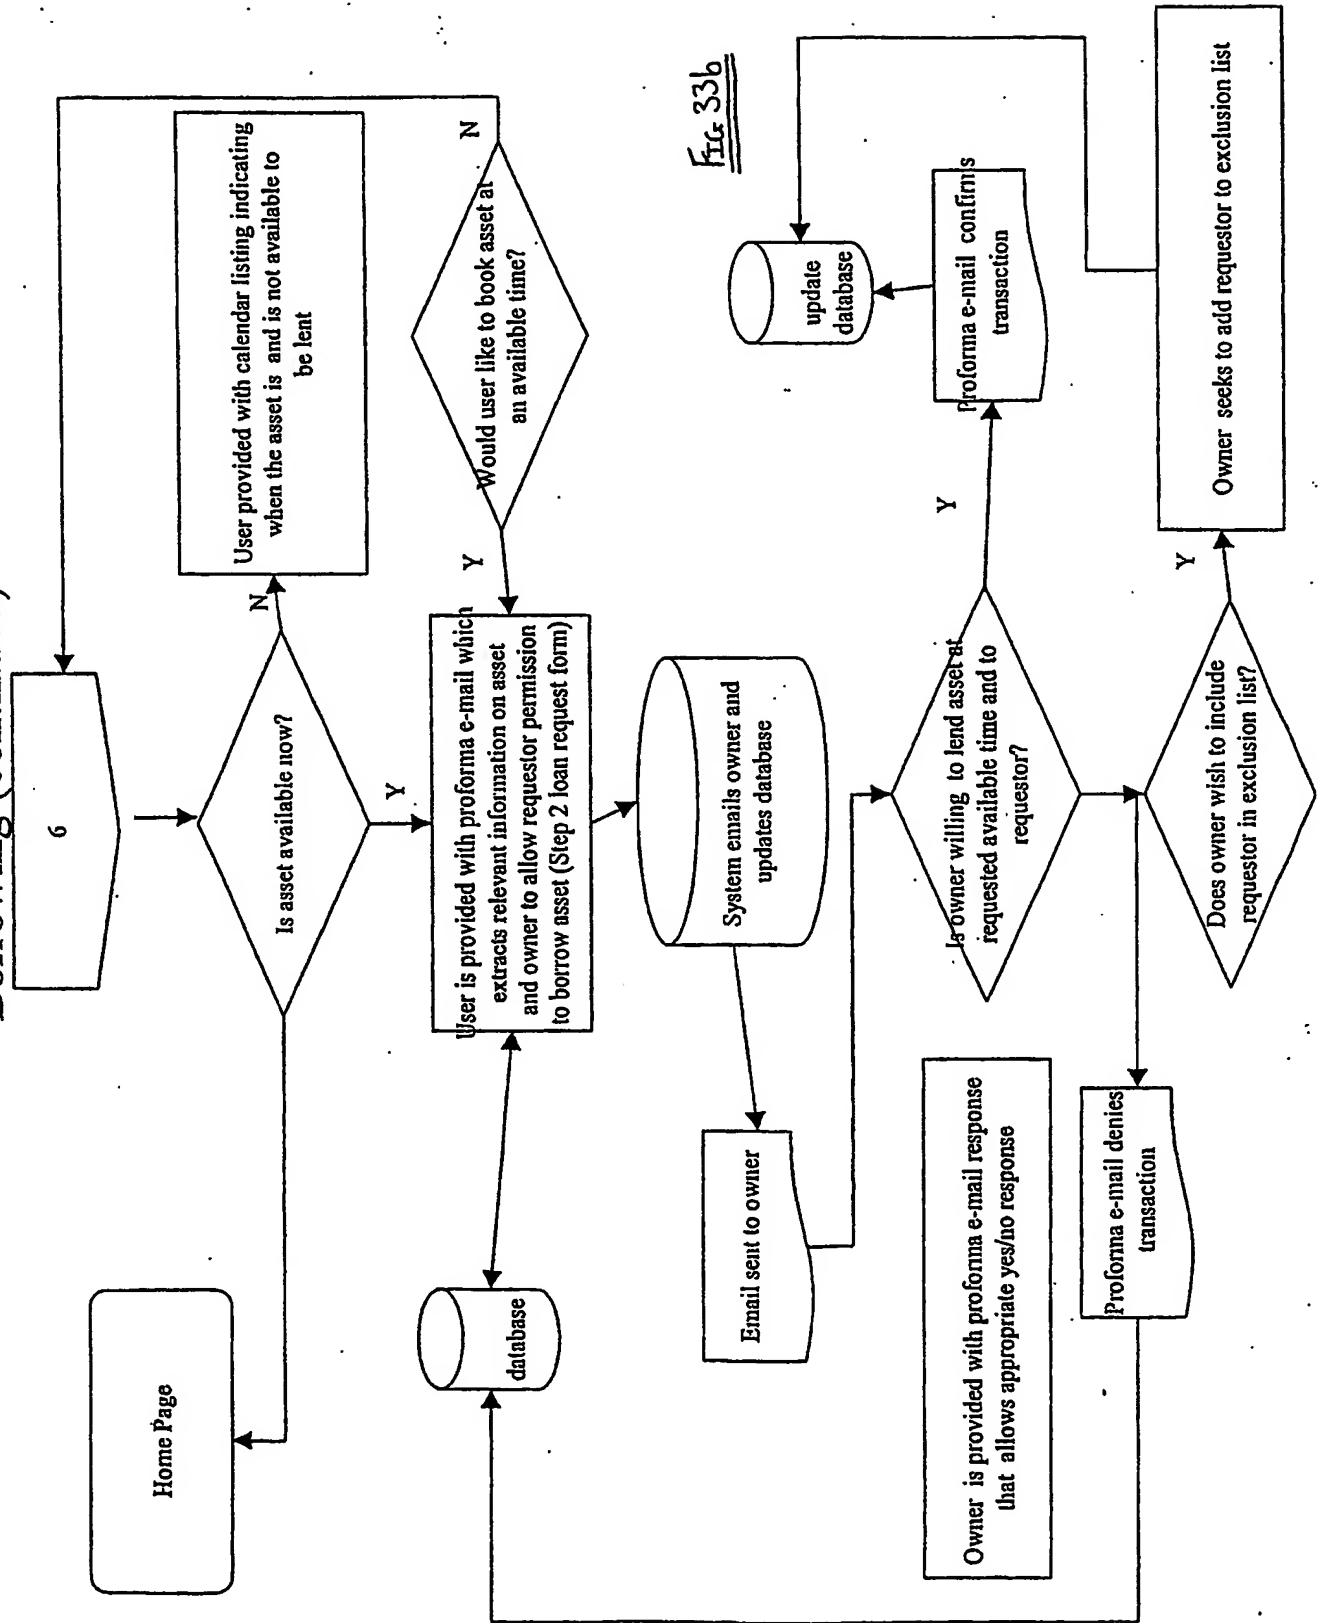 Borrowing
6
Home Page
Is asset available now?
N
User provided with calendar listing indicating
when the asset is and is not available to
be lent
Y
database
User is provided with proforma e-mail which
extracts relevant information on asset
and owner to allow requestor permission
to borrow asset (Step 2 loan request form)
Y
Would user like to book asset at
an available time?
N
Email sent to owner
System emails owner and
updates database
FIG 33b
update
database
Owner is provided with proforma e-mail response
that allows appropriate yes/no response
Is owner willing to lend asset at
requested available time and to
requestor?
Y
Proforma e-mail confirms
transaction
Proforma e-mail denies
transaction
Does owner wish to include
requestor in exclusion list?
Y
Owner seeks to add requestor to exclusion list